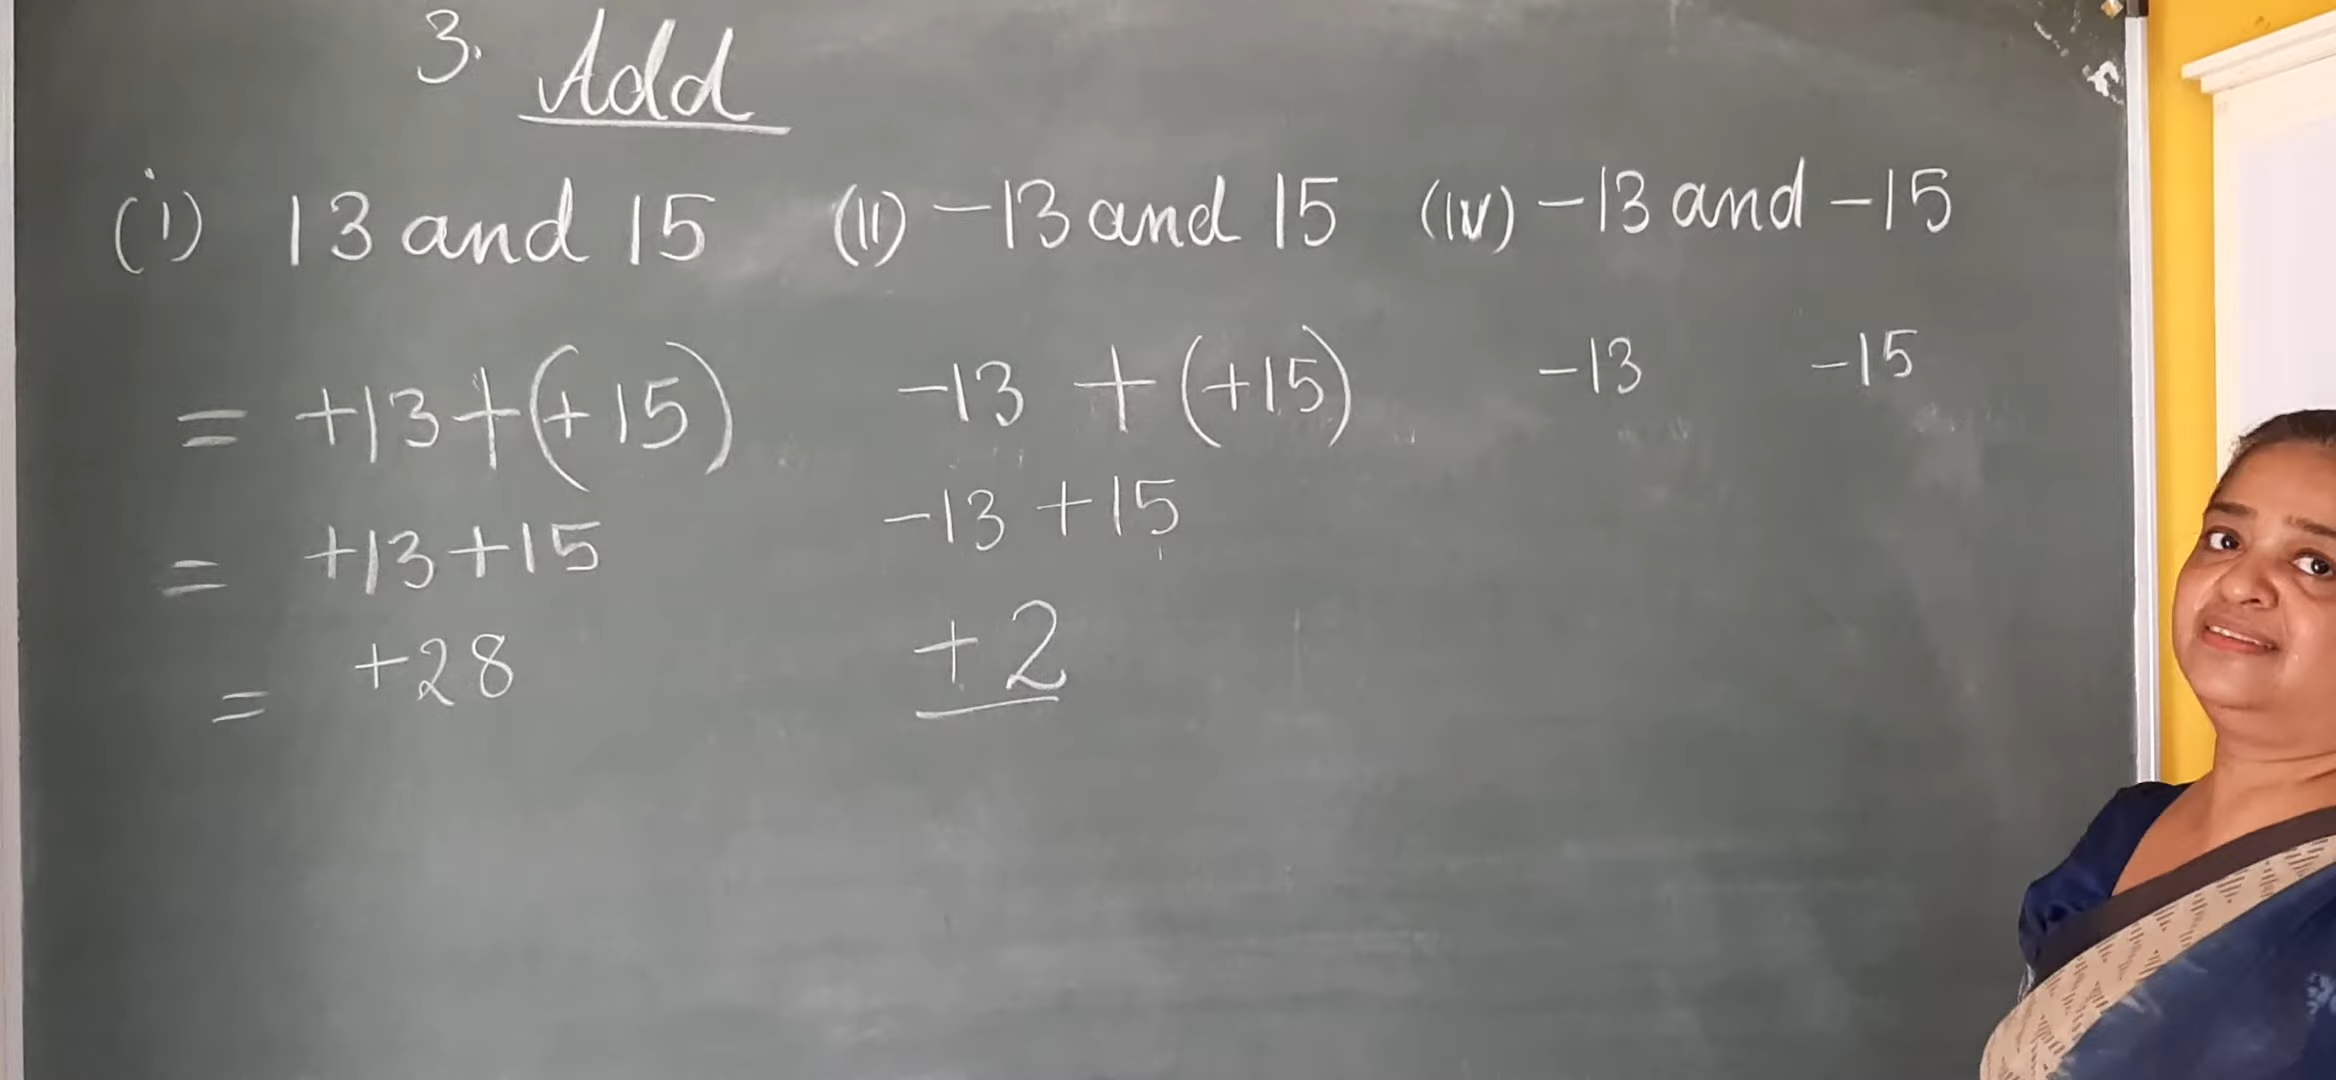 3. Add
(i) 13 and 15
= +13+(+15)
= +13+15
= +28
(II) -13 and 15
-13 + (+15)
-13 +15
+2
(IV) -13 and -15
-13 -15